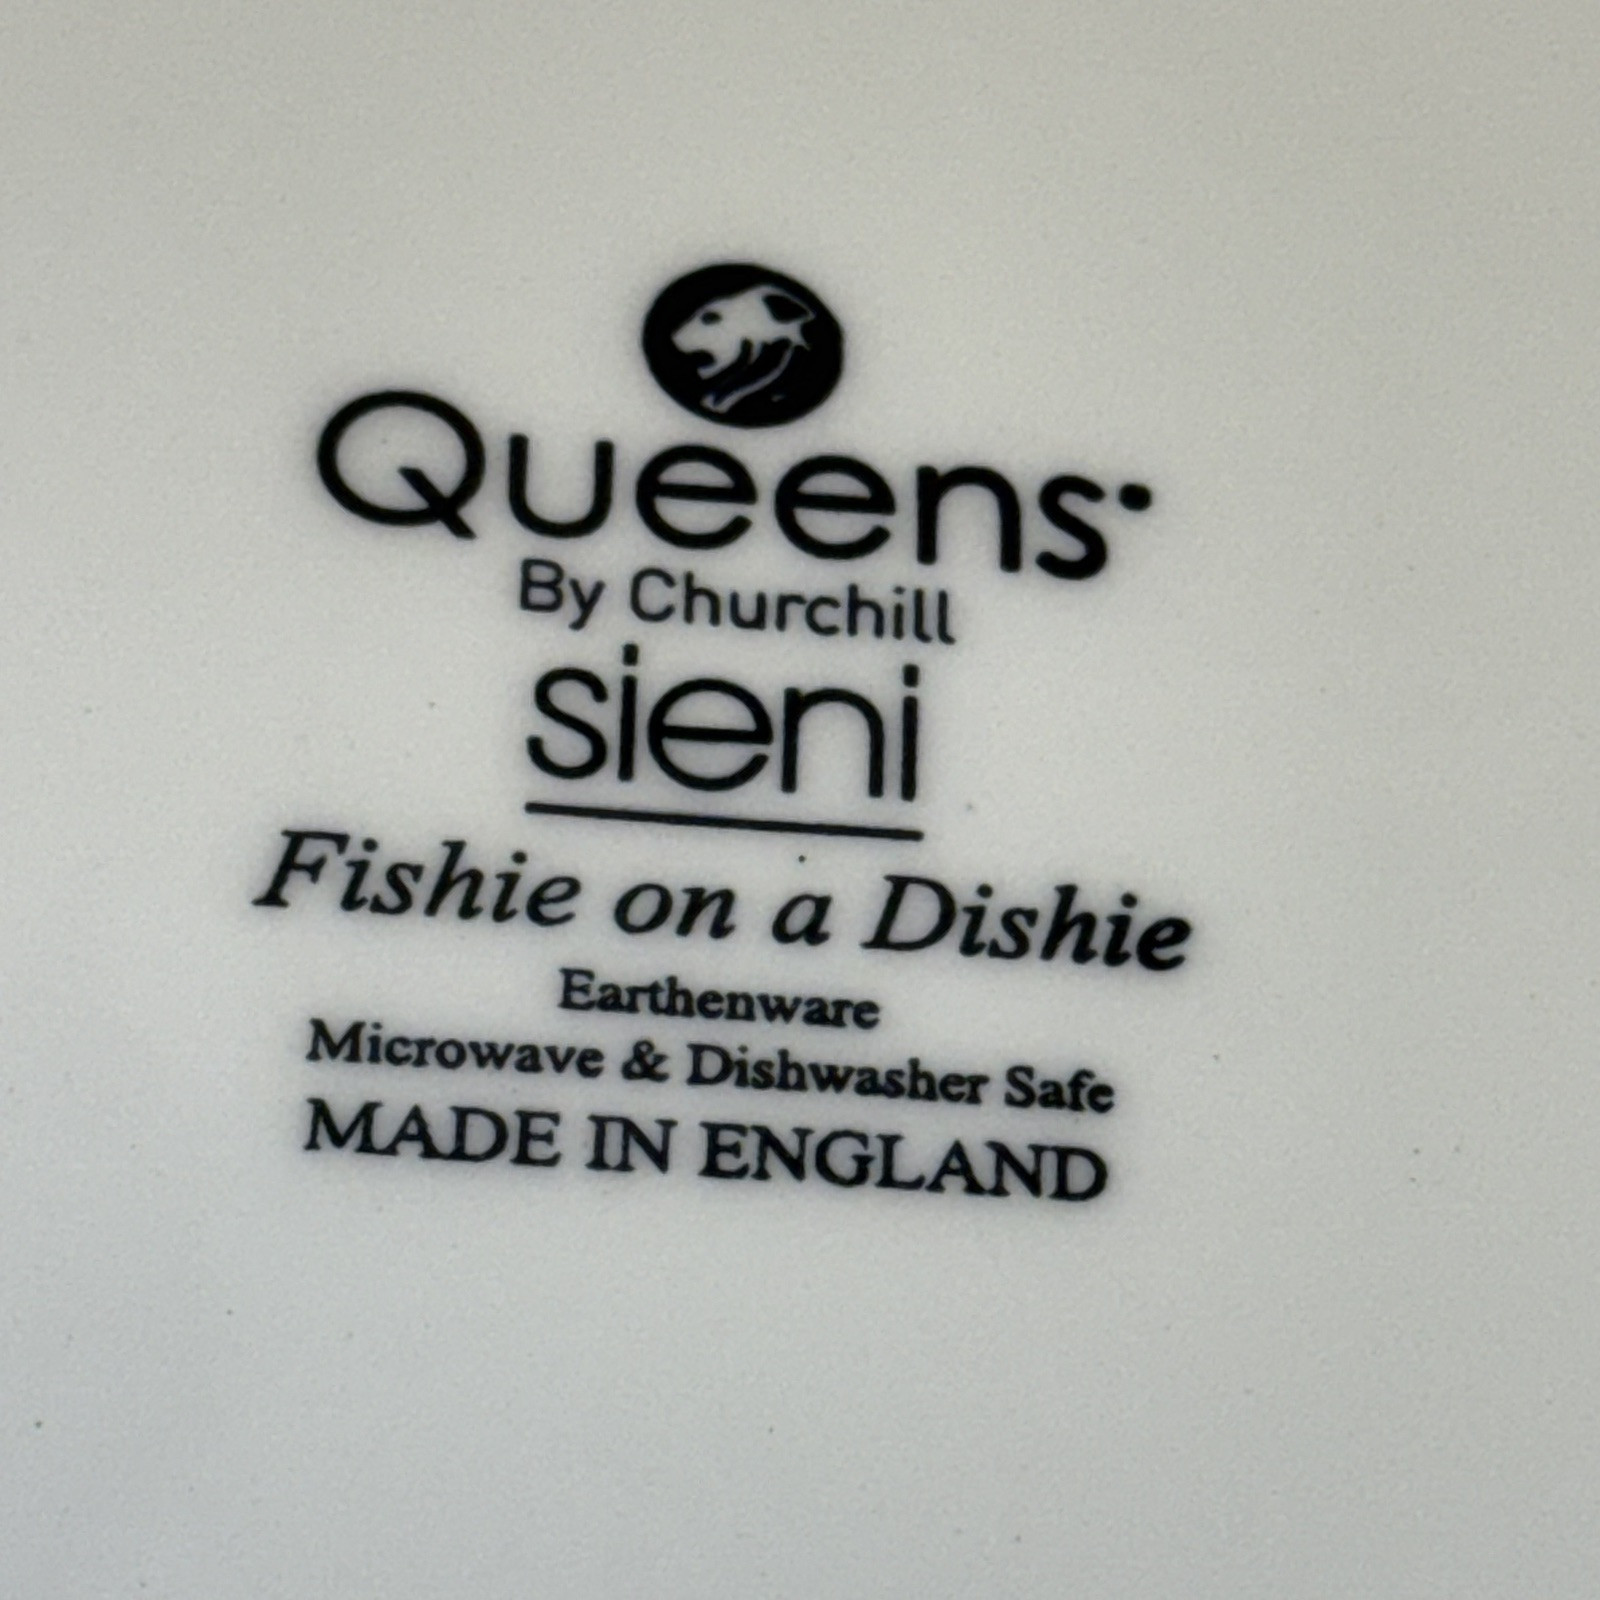 Queens
By Churchill
sieni
Fishie on a Dishie
Earthenware
Microwave & Dishwasher Safe
MADE IN ENGLAND